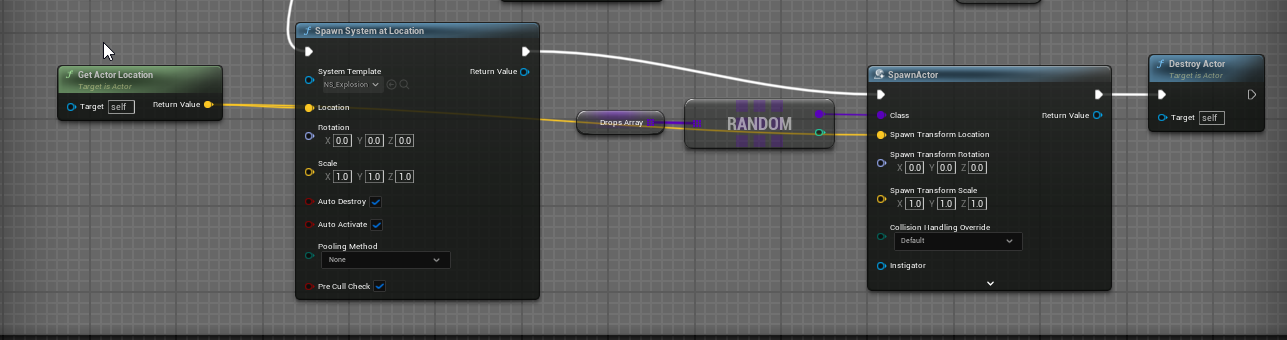 Get Actor Location
Target is Actor
Target self Return Value
Spawn System at Location
System Template
NS_Explosion
Return Value
Location
Rotation
X 0.0 Y 0.0 Z 0.0
Scale
X 1.0 Y 1.0 Z 1.0
Auto Destroy
Auto Activate
Pooling Method
None
Pre Cull Check
Drops Array
RANDOM
SpawnActor
Class
Return Value
Spawn Transform Location
Spawn Transform Rotation
X 0.0 Y 0.0 Z 0.0
Spawn Transform Scale
X 1.0 Y 1.0 Z 1.0
Collision Handling Override
Default
Instigator
Destroy Actor
Target is Actor
Target self